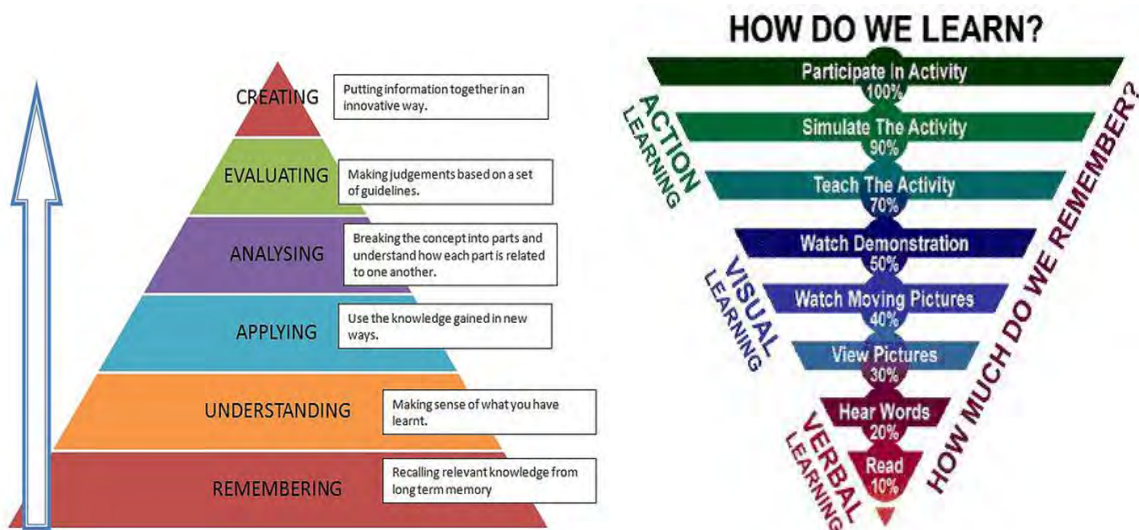 CREATING
Putting information together in an
innovative way.
EVALUATING
Making judgements based on a set
of guidelines.
ANALYSING
Breaking the concept into parts and
understand how each part is related
to one another.
APPLYING
Use the knowledge gained in new
ways.
UNDERSTANDING
Making sense of what you have
learnt.
REMEMBERING
Recalling relevant knowledge from
long term memory
HOW DO WE LEARN?
Participate In Activity
100%
Simulate The Activity
90%
Teach The Activity
70%
Watch Demonstration
50%
Watch Moving Pictures
40%
View Pictures
30%
Hear Words
20%
Read
10%
ACTION
LEARNING
VISUAL
LEARNING
VERBAL
LEARNING
HOW MUCH DO WE REMEMBER?